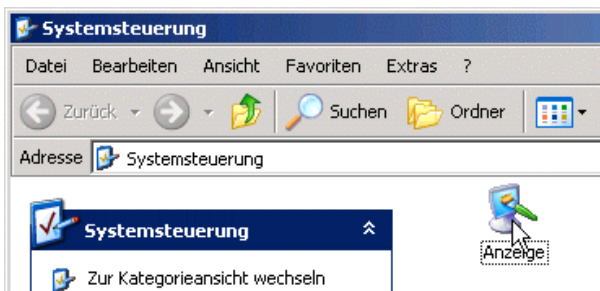 Systemsteuerung
Datei Bearbeiten Ansicht Favoriten Extras ?
Zurück Suchen Ordner
Adresse Systemsteuerung
Systemsteuerung
Anzeige
Zur Kategorieansicht wechseln